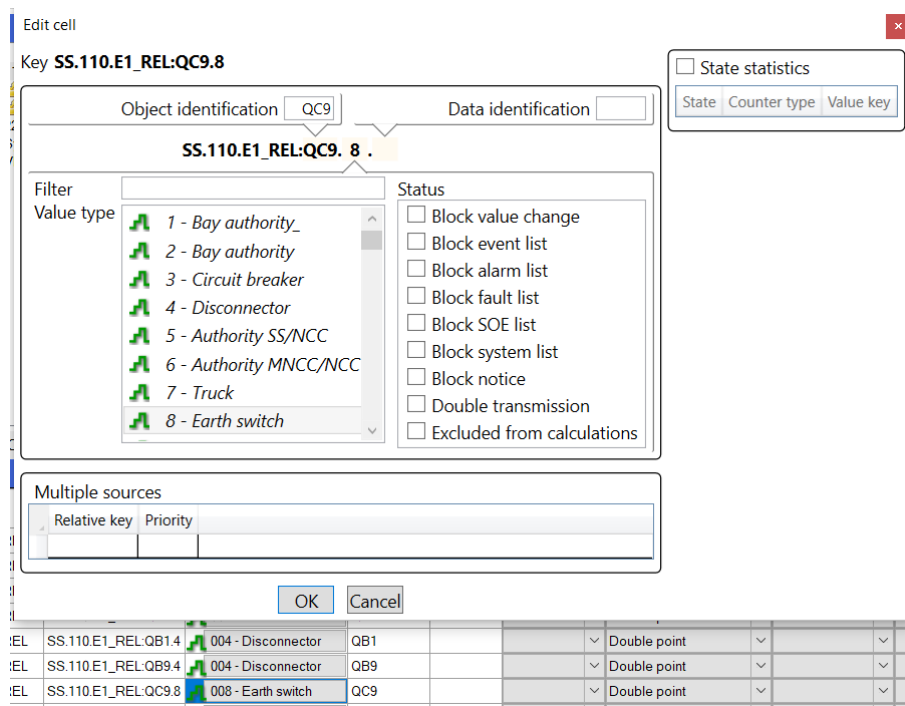 Edit cell
Key SS.110.E1_REL:QC9.8
State statistics
State Counter type Value key
Object identification QC9 Data identification
SS.110.E1_REL:QC9. 8 .
Filter
Value type
1 - Bay authority_
2 - Bay authority
3 - Circuit breaker
4 - Disconnector
5 - Authority SS/NCC
6 - Authority MNCC/NCC
7 - Truck
8 - Earth switch
Status
Block value change
Block event list
Block alarm list
Block fault list
Block SOE list
Block system list
Block notice
Double transmission
Excluded from calculations
Multiple sources
Relative key Priority
OK Cancel
SS.110.E1_REL:QB1.4 004 - Disconnector QB1 Double point
SS.110.E1_REL:QB9.4 004 - Disconnector QB9 Double point
SS.110.E1_REL:QC9.8 008 - Earth switch QC9 Double point